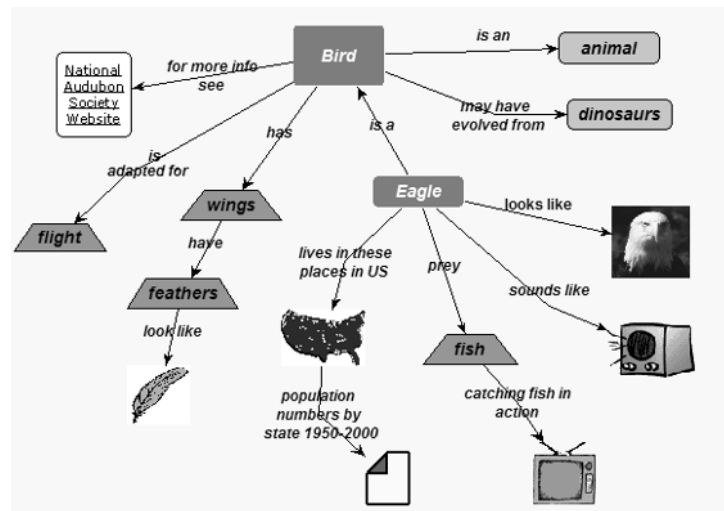 Bird
is an
animal
for more info
see
National
Audubon
Society
Website
may have
evolved from
dinosaurs
has
is a
is
adapted for
Eagle
wings
flight
looks like
have
lives in these
places in US
prey
feathers
sounds like
look like
fish
population
numbers by
state 1950-2000
catching fish in
action